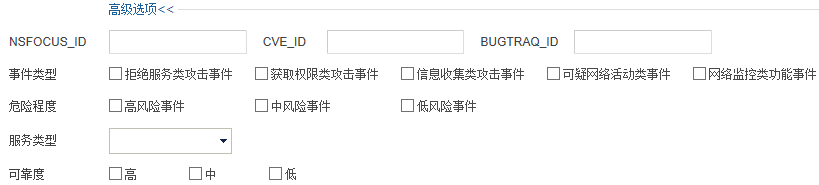 高级选项<<
NSFOCUS_ID CVE_ID BUGTRAQ_ID
事件类型 拒绝服务类攻击事件 获取权限类攻击事件 信息收集类攻击事件 可疑网络活动类事件 网络监控类功能事件
危险程度 高风险事件 中风险事件 低风险事件
服务类型
可靠度 高 中 低